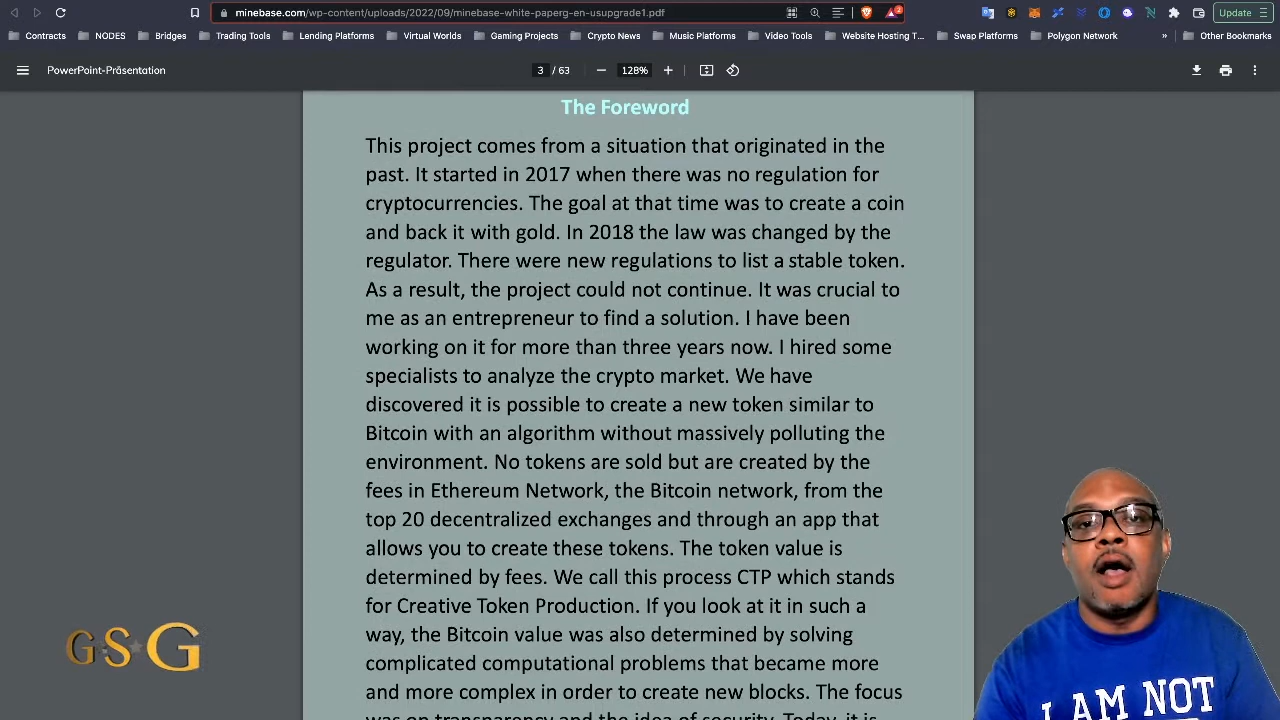 minebase.com/wp-content/uploads/2022/09/minebase-white-paperg-en-usupgrade1.pdf
2
Update
Contracts NODES Bridges Trading Tools Lending Platforms Virtual Worlds Gaming Projects Crypto News Music Platforms Video Tools Website Hosting T... Swap Platforms Polygon Network » Other Bookmarks
PowerPoint-Präsentation 3 / 63 128%
The Foreword
This project comes from a situation that originated in the
past. It started in 2017 when there was no regulation for
cryptocurrencies. The goal at that time was to create a coin
and back it with gold. In 2018 the law was changed by the
regulator. There were new regulations to list a stable token.
As a result, the project could not continue. It was crucial to
me as an entrepreneur to find a solution. I have been
working on it for more than three years now. I hired some
specialists to analyze the crypto market. We have
discovered it is possible to create a new token similar to
Bitcoin with an algorithm without massively polluting the
environment. No tokens are sold but are created by the
fees in Ethereum Network, the Bitcoin network, from the
top 20 decentralized exchanges and through an app that
allows you to create these tokens. The token value is
determined by fees. We call this process CTP which stands
for Creative Token Production. If you look at it in such a
way, the Bitcoin value was also determined by solving
complicated computational problems that became more
and more complex in order to create new blocks. The focus
was on transparency and the idea of security. Today, it is
GSG
I AM NOT